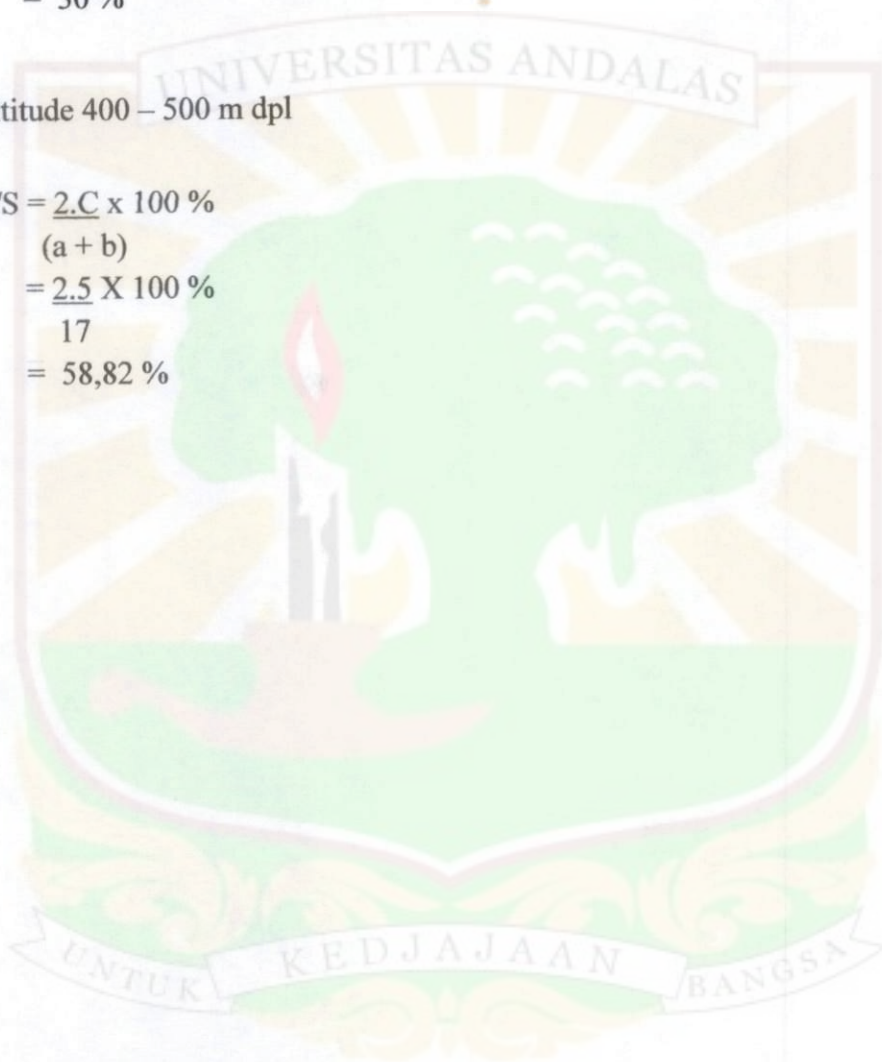 UNIVERSITAS ANDALAS
titude 400 – 500 m dpl
S = 2.C x 100 %
(a + b)
= 2.5 X 100 %
17
= 58,82 %
UNTUK KEDJAJAAN BANGSA